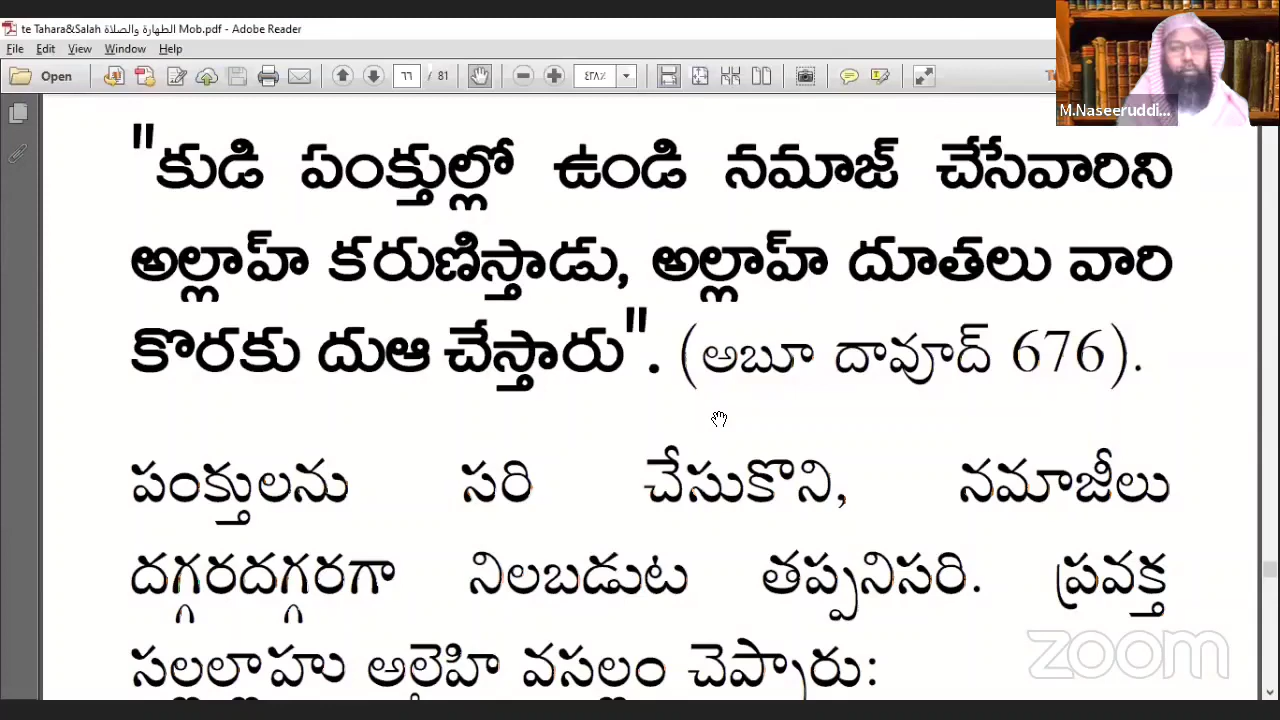 te Tahara&Salah الطهارة والصلاة Mob.pdf - Adobe Reader
File Edit View Window Help
Open ٦٦ / 81 ٤٣٨٪
M.Naseeruddi...
"కుడి పంక్తుల్లో ఉండి నమాజ్ చేసేవారిని
అల్లాహ్ కరుణిస్తాడు, అల్లాహ్ దూతలు వారి
కొరకు దుఆ చేస్తారు". (అబూ దావూద్ 676).
పంక్తులను సరి చేసుకొని, నమాజీలు
దగ్గరదగ్గరగా నిలబడుట తప్పనిసరి. ప్రవక్త
సల్లల్లాహు అలైహి వసల్లం చెప్పారు:
zoom